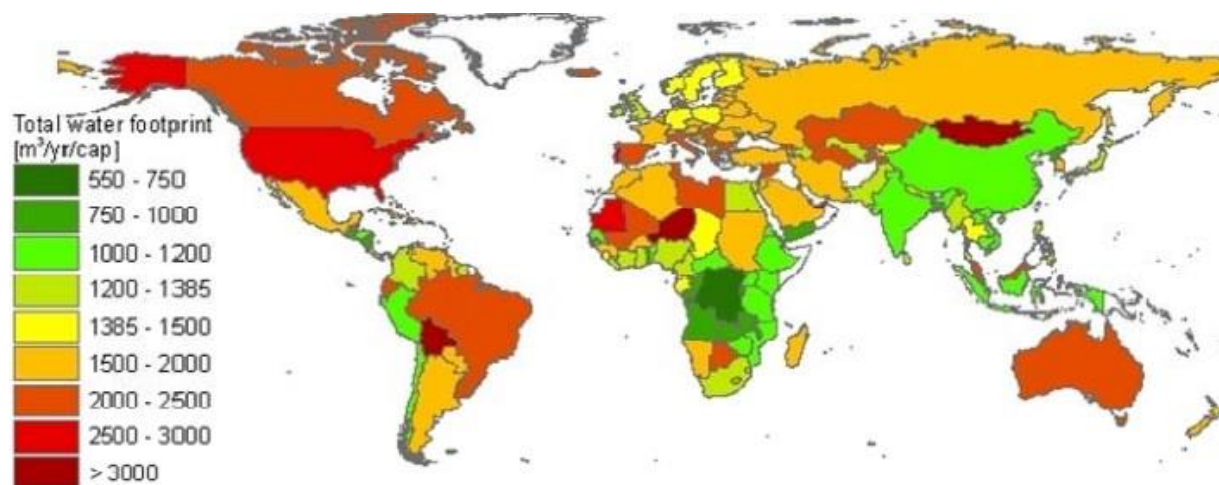 Total water footprint
[m³/yr/cap]
550 - 750
750 - 1000
1000 - 1200
1200 - 1385
1385 - 1500
1500 - 2000
2000 - 2500
2500 - 3000
> 3000